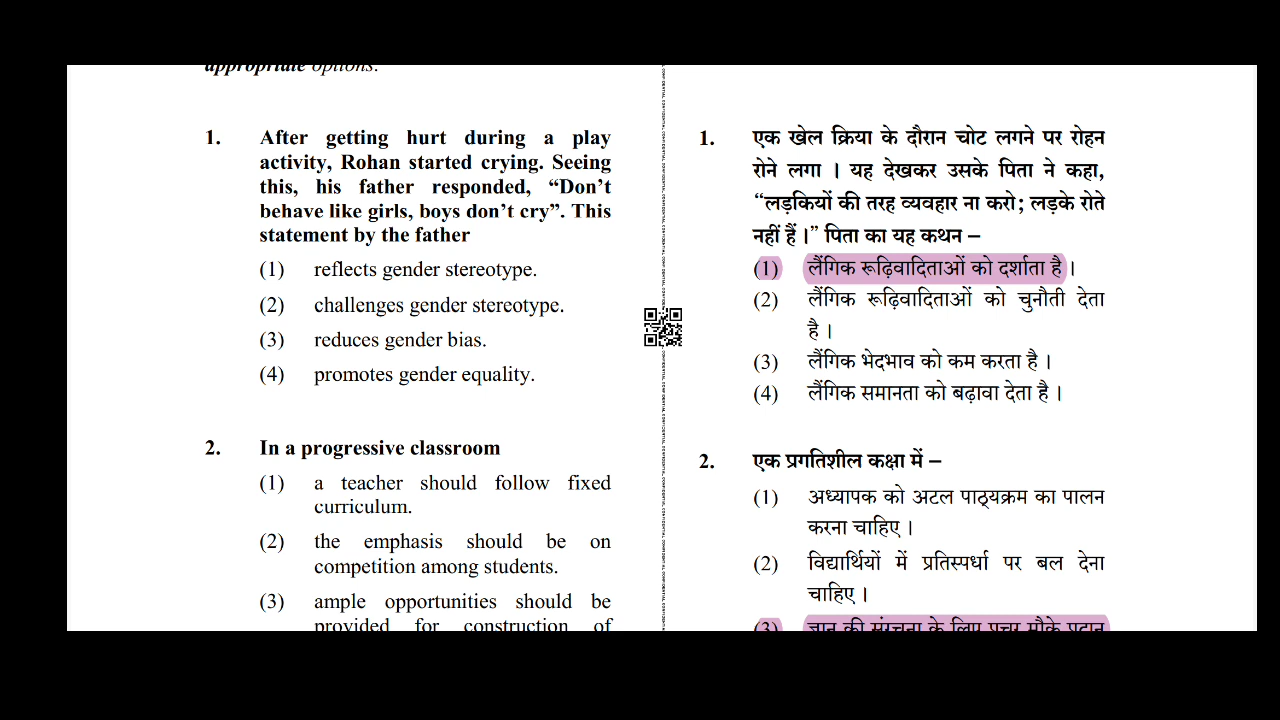 appropriate options.
1. After getting hurt during a play
activity, Rohan started crying. Seeing
this, his father responded, “Don’t
behave like girls, boys don’t cry”. This
statement by the father
(1) reflects gender stereotype.
(2) challenges gender stereotype.
(3) reduces gender bias.
(4) promotes gender equality.
2. In a progressive classroom
(1) a teacher should follow fixed
curriculum.
(2) the emphasis should be on
competition among students.
(3) ample opportunities should be
provided for construction of
1. एक खेल क्रिया के दौरान चोट लगने पर रोहन
रोने लगा । यह देखकर उसके पिता ने कहा,
“लड़कियों की तरह व्यवहार ना करो; लड़के रोते
नहीं हैं ।” पिता का यह कथन –
(1) लैंगिक रूढ़िवादिताओं को दर्शाता है ।
(2) लैंगिक रूढ़िवादिताओं को चुनौती देता
है ।
(3) लैंगिक भेदभाव को कम करता है ।
(4) लैंगिक समानता को बढ़ावा देता है ।
2. एक प्रगतिशील कक्षा में –
(1) अध्यापक को अटल पाठ्यक्रम का पालन
करना चाहिए ।
(2) विद्यार्थियों में प्रतिस्पर्धा पर बल देना
चाहिए ।
(3) ज्ञान की संरचना के लिए प्रचुर मौके प्रदान